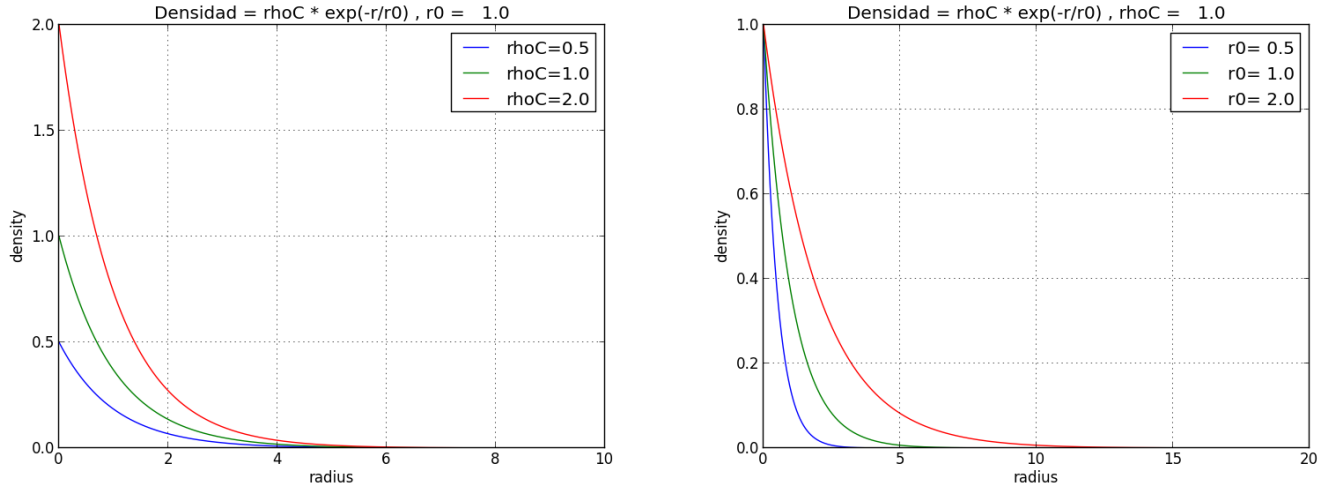 Densidad = rhoC * exp(-r/r0) , r0 =   1.0
2.0
1.5
1.0
0.5
0.0
density
rhoC=0.5
rhoC=1.0
rhoC=2.0
0
2
4
6
8
10
radius
Densidad = rhoC * exp(-r/r0) , rhoC =   1.0
1.0
0.8
0.6
0.4
0.2
0.0
density
r0= 0.5
r0= 1.0
r0= 2.0
0
5
10
15
20
radius